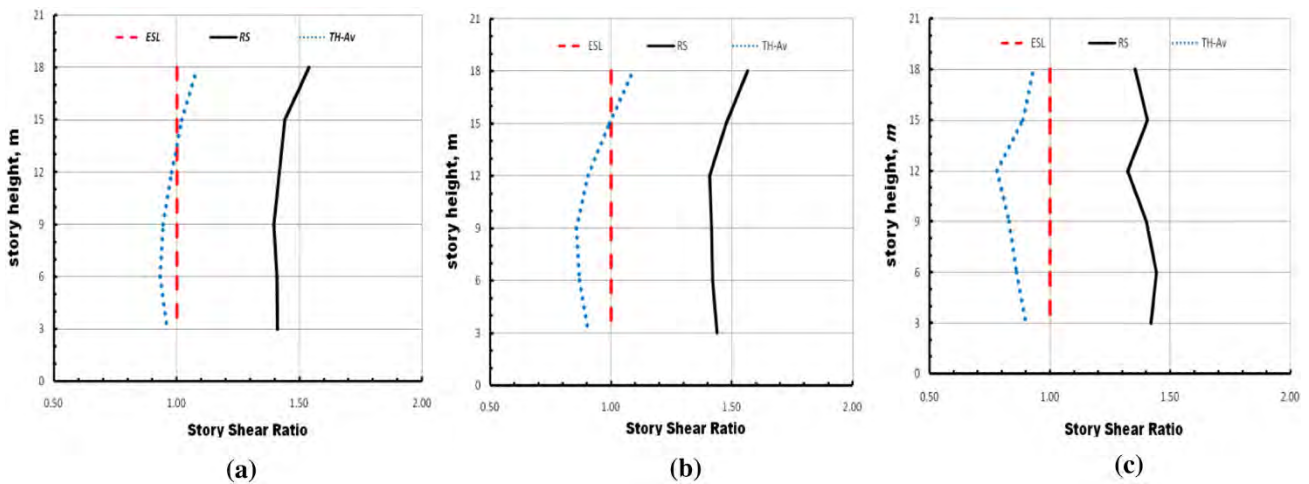 21
ESL RS TH-Av
18
15
12
9
6
3
0
0.50 1.00 1.50 2.00
story height, m
Story Shear Ratio
(a)
21
ESL RS TH-Av
18
15
12
9
6
3
0
0.50 1.00 1.50 2.00
story height, m
Story Shear Ratio
(b)
21
ESL RS TH-Av
18
15
12
9
6
3
0
0.50 1.00 1.50 2.00
story height, m
Story Shear Ratio
(c)